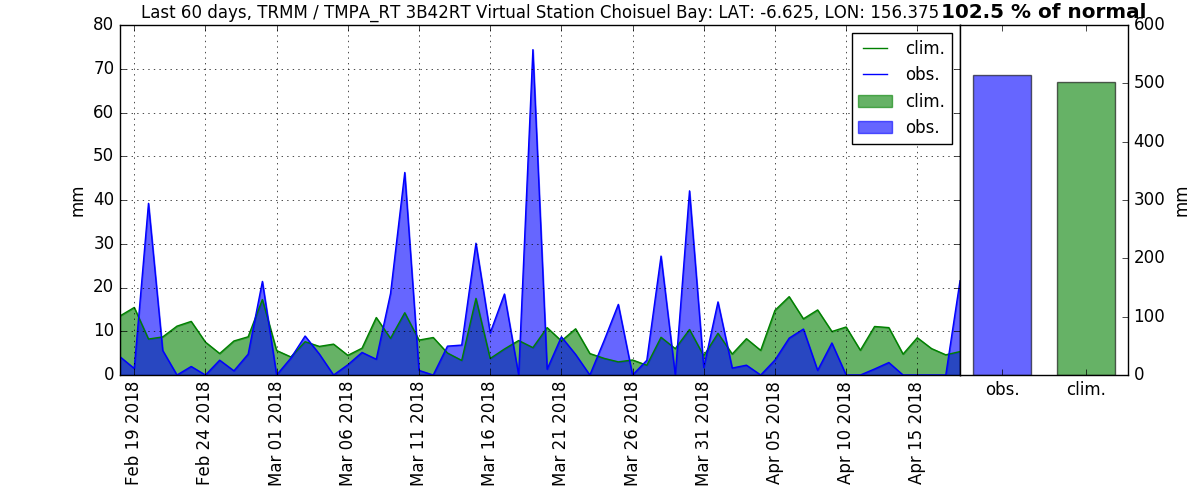 Last 60 days, TRMM / TMPA_RT 3B42RT Virtual Station Choisuel Bay: LAT: -6.625, LON: 156.375
102.5 % of normal
80
70
60
50
40
30
20
10
0
mm
clim.
obs.
clim.
obs.
Feb 19 2018
Feb 24 2018
Mar 01 2018
Mar 06 2018
Mar 11 2018
Mar 16 2018
Mar 21 2018
Mar 26 2018
Mar 31 2018
Apr 05 2018
Apr 10 2018
Apr 15 2018
600
500
400
300
200
100
0
mm
obs.
clim.